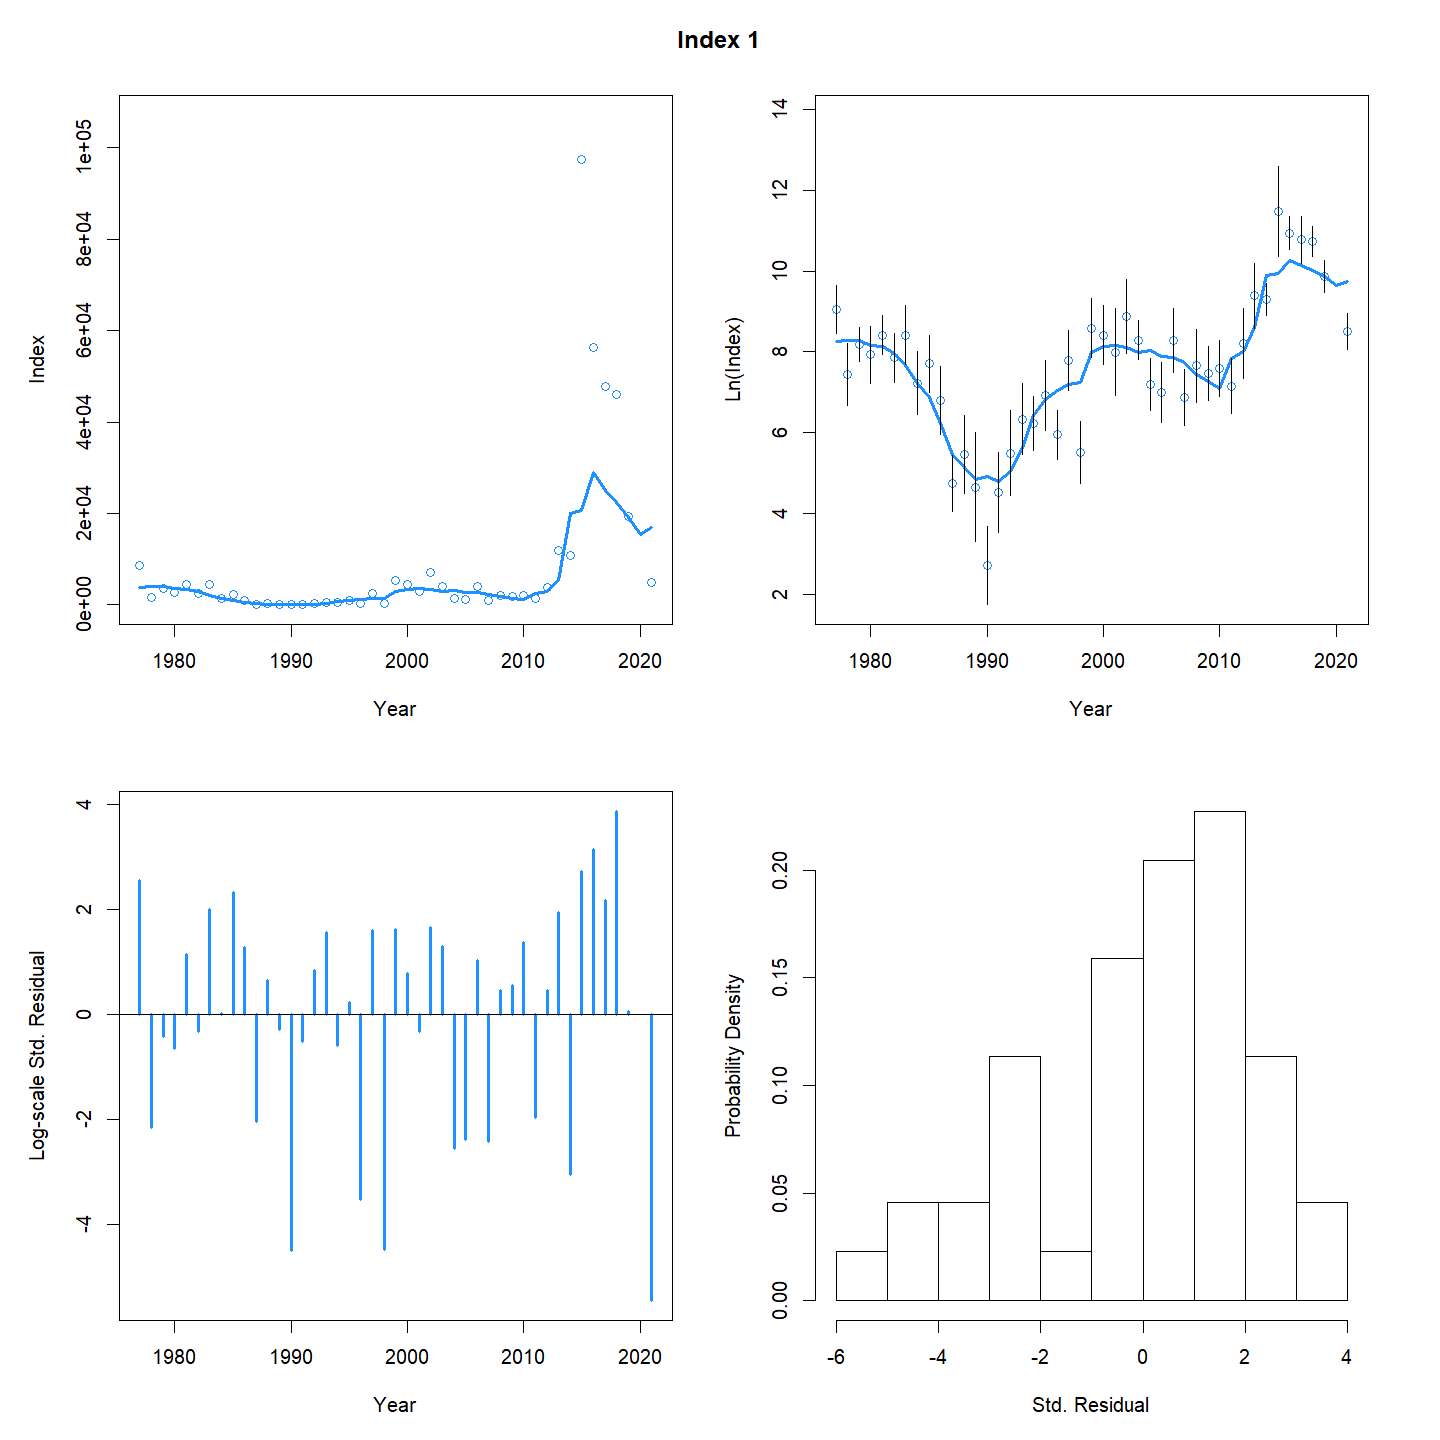 Index 1
Index
0e+00 2e+04 4e+04 6e+04 8e+04 1e+05
1980 1990 2000 2010 2020
Year
Ln(Index)
2 4 6 8 10 12 14
1980 1990 2000 2010 2020
Year
Log-scale Std. Residual
-4 -2 0 2 4
1980 1990 2000 2010 2020
Year
Probability Density
0.00 0.05 0.10 0.15 0.20
-6 -4 -2 0 2 4
Std. Residual